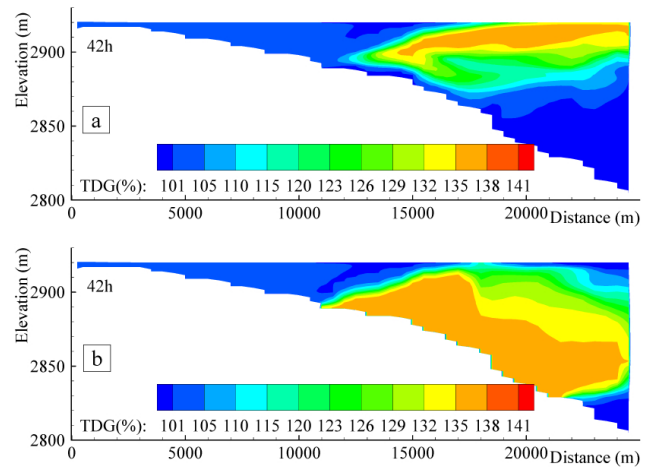 Elevation (m)
2900
2850
2800
42h
a
TDG(%): 101 105 110 115 120 123 126 129 132 135 138 141
0 5000 10000 15000 20000 Distance (m)
Elevation (m)
2900
2850
2800
42h
b
TDG(%): 101 105 110 115 120 123 126 129 132 135 138 141
0 5000 10000 15000 20000 Distance (m)